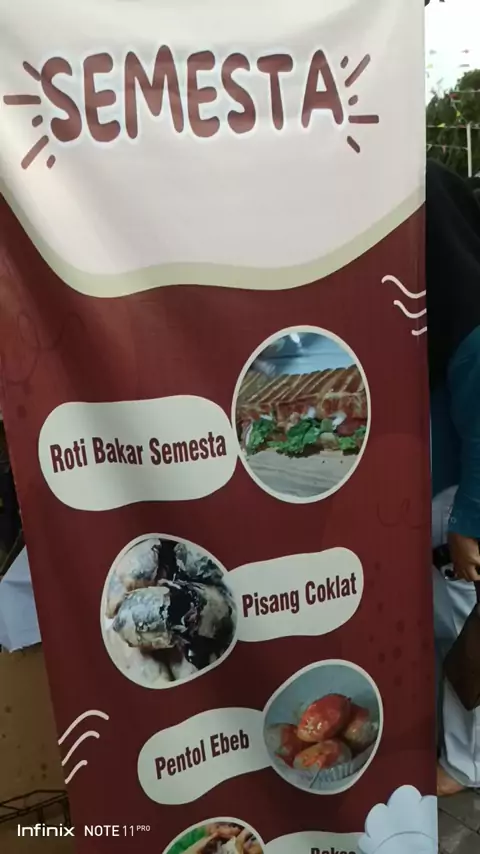 SEMESTA
Roti Bakar Semesta
Pisang Coklat
Pentol Ebeb
Infinix NOTE 11 PRO